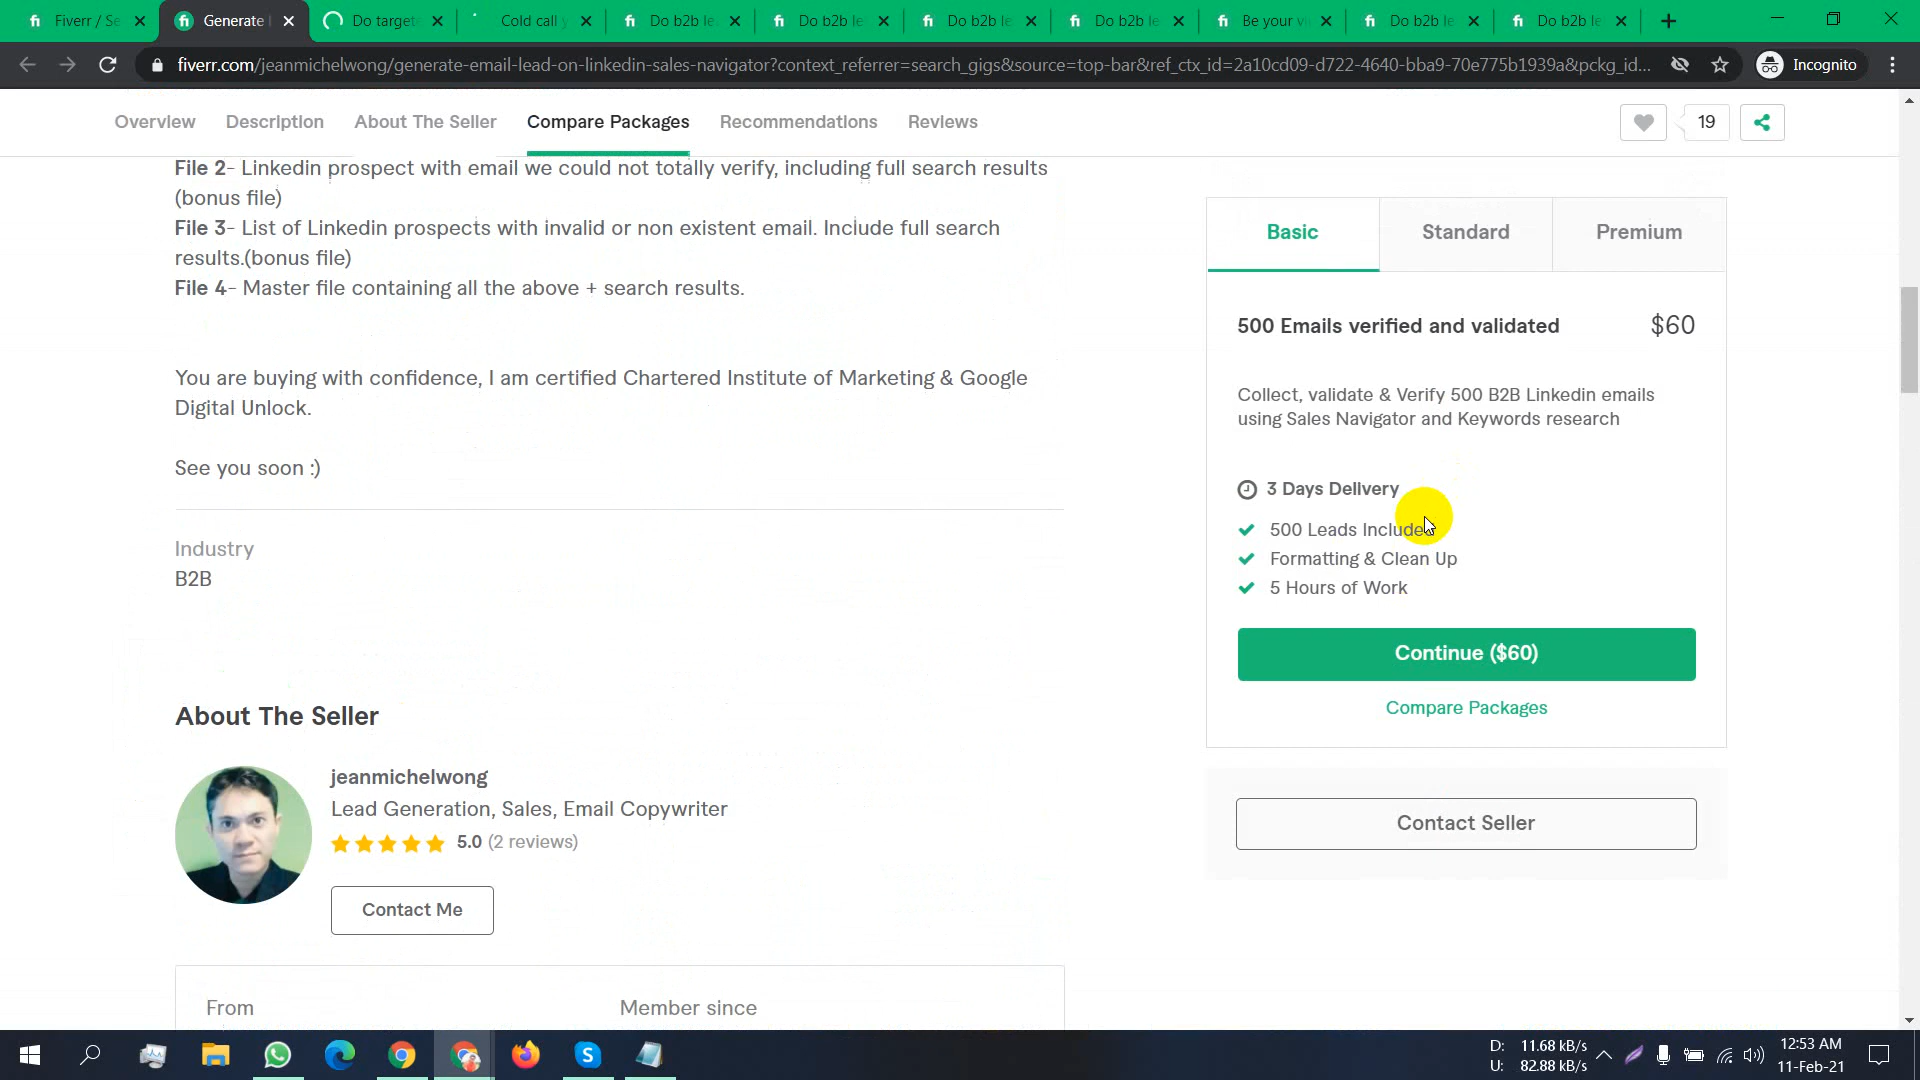 Fiverr / Se
Generate
Do targete
Cold call y
Do b2b le
Do b2b le
Do b2b le
Do b2b le
Be your vi
Do b2b le
Do b2b le
fiverr.com/jeanmichelwong/generate-email-lead-on-linkedin-sales-navigator?context_referrer=search_gigs&source=top-bar&ref_ctx_id=2a10cd09-d722-4640-bba9-70e775b1939a&pckg_id...
Incognito
Overview
Description
About The Seller
Compare Packages
Recommendations
Reviews
19
File 2- Linkedin prospect with email we could not totally verify, including full search results
(bonus file)
File 3- List of Linkedin prospects with invalid or non existent email. Include full search
results.(bonus file)
File 4- Master file containing all the above + search results.
You are buying with confidence, I am certified Chartered Institute of Marketing & Google
Digital Unlock.
See you soon :)
Industry
B2B
About The Seller
jeanmichelwong
Lead Generation, Sales, Email Copywriter
5.0 (2 reviews)
Contact Me
From
Member since
Basic
Standard
Premium
500 Emails verified and validated
$60
Collect, validate & Verify 500 B2B Linkedin emails
using Sales Navigator and Keywords research
3 Days Delivery
500 Leads Include
Formatting & Clean Up
5 Hours of Work
Continue ($60)
Compare Packages
Contact Seller
D: 11.68 kB/s
U: 82.88 kB/s
12:53 AM
11-Feb-21